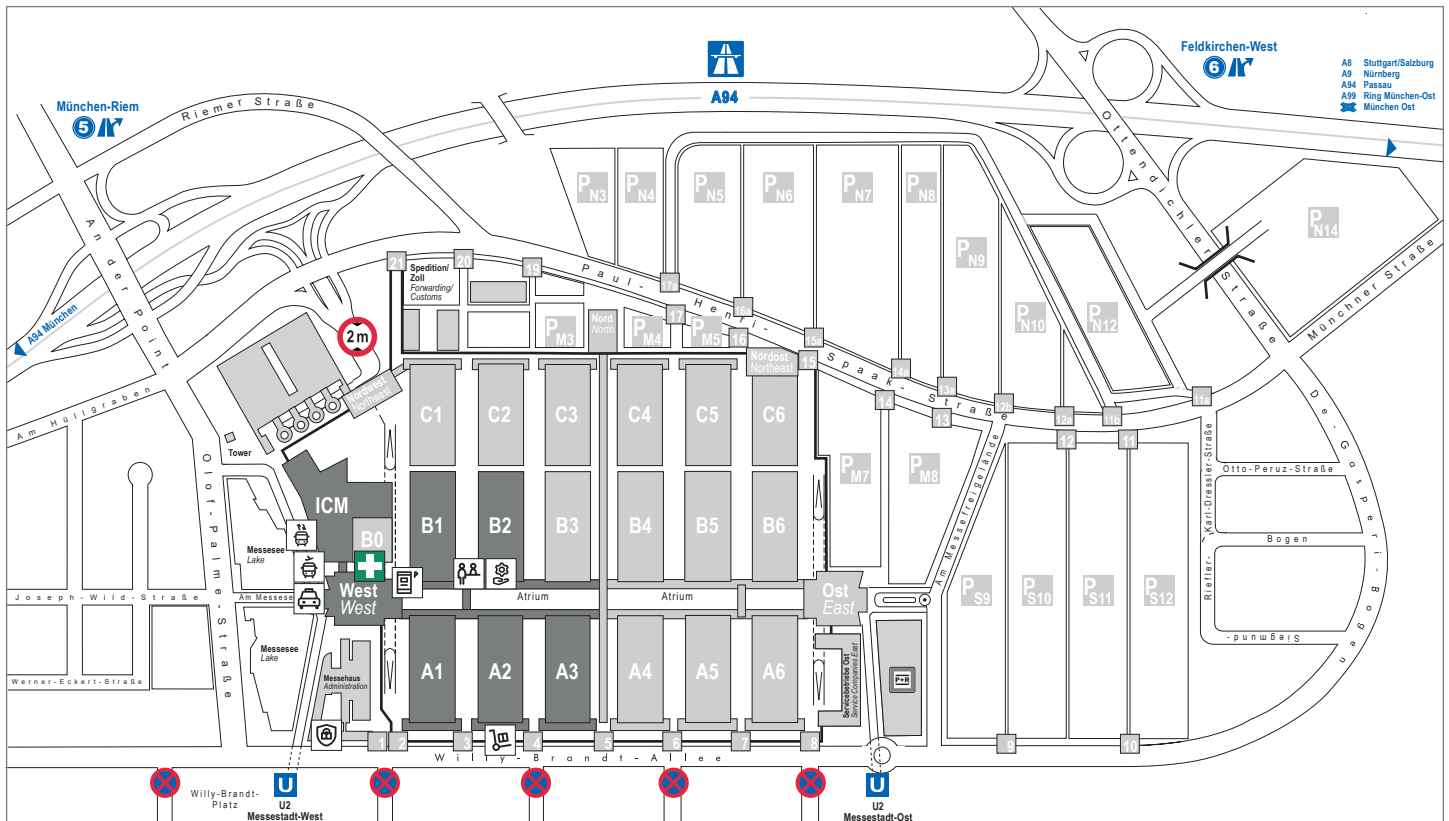 Feldkirchen-West
6
A8 Stuttgart/Salzburg
A9 Nürnberg
A94 Passau
A99 Ring München-Ost
München Ost
A94
München-Riem
5
Riemer Straße
An der Point
A94 München
Am Hüllgraben
Ottendichler Straße
Münchner Straße
Paul-Henri-Spaak-Straße
De-Gasperi-Bogen
P N3
P N4
P N5
P N6
P N7
P N8
P N9
P N10
P N12
P N14
21
20
19
17a
17
16a
16
15a
15
14a
14
13a
13
12b
12a
12
11b
11a
11
Spedition/
Zoll
Forwarding/
Customs
P M3
P M4
P M5
P M7
P M8
Nord
North
Nordost
Northeast
Nordwest
Northwest
2 m
Tower
C1
C2
C3
C4
C5
C6
ICM
B0
B1
B2
B3
B4
B5
B6
West
West
P
Atrium
Atrium
Ost
East
A1
A2
A3
A4
A5
A6
Messesee
Lake
Am Messesee
Messesee
Lake
Messehaus
Administration
Servicebetriebe Ost
Service Companies East
P+R
Olof-Palme-Straße
Joseph-Wild-Straße
Werner-Eckert-Straße
Am Messefreigelände
P S9
P S10
P S11
P S12
Karl-Dressler-Straße
Otto-Peruz-Straße
Bogen
Riefler-
Siegmund-
1
2
3
4
5
6
7
8
9
10
Willy-Brandt-Allee
Willy-Brandt-
Platz
U
U2
Messestadt-West
U
U2
Messestadt-Ost